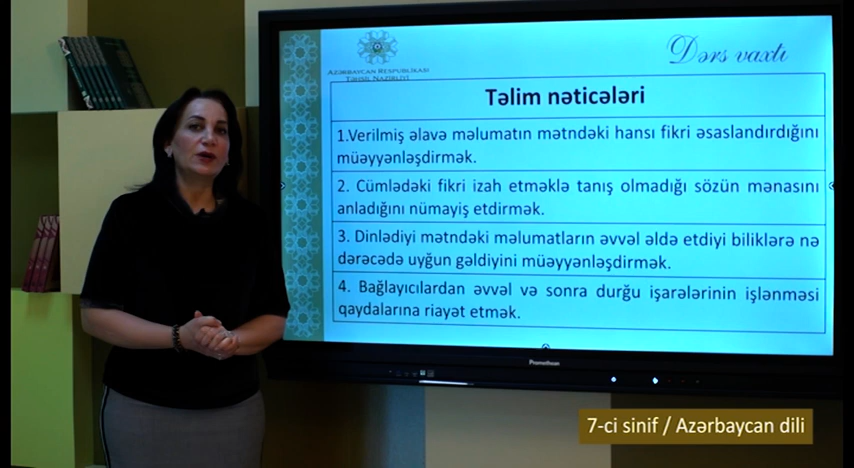 Dərs vaxtı
AZƏRBAYCAN RESPUBLİKASI
TƏHSİL NAZİRLİYİ
Təlim nəticələri
1.Verilmiş əlavə məlumatın mətndəki hansı fikri əsaslandırdığını
müəyyənləşdirmək.
2. Cümlədəki fikri izah etməklə tanış olmadığı sözün mənasını
anladığını nümayiş etdirmək.
3. Dinlədiyi mətndəki məlumatların əvvəl əldə etdiyi biliklərə nə
dərəcədə uyğun gəldiyini müəyyənləşdirmək.
4. Bağlayıcılardan əvvəl və sonra durğu işarələrinin işlənməsi
qaydalarına riayət etmək.
Promethean
7-ci sinif / Azərbaycan dili